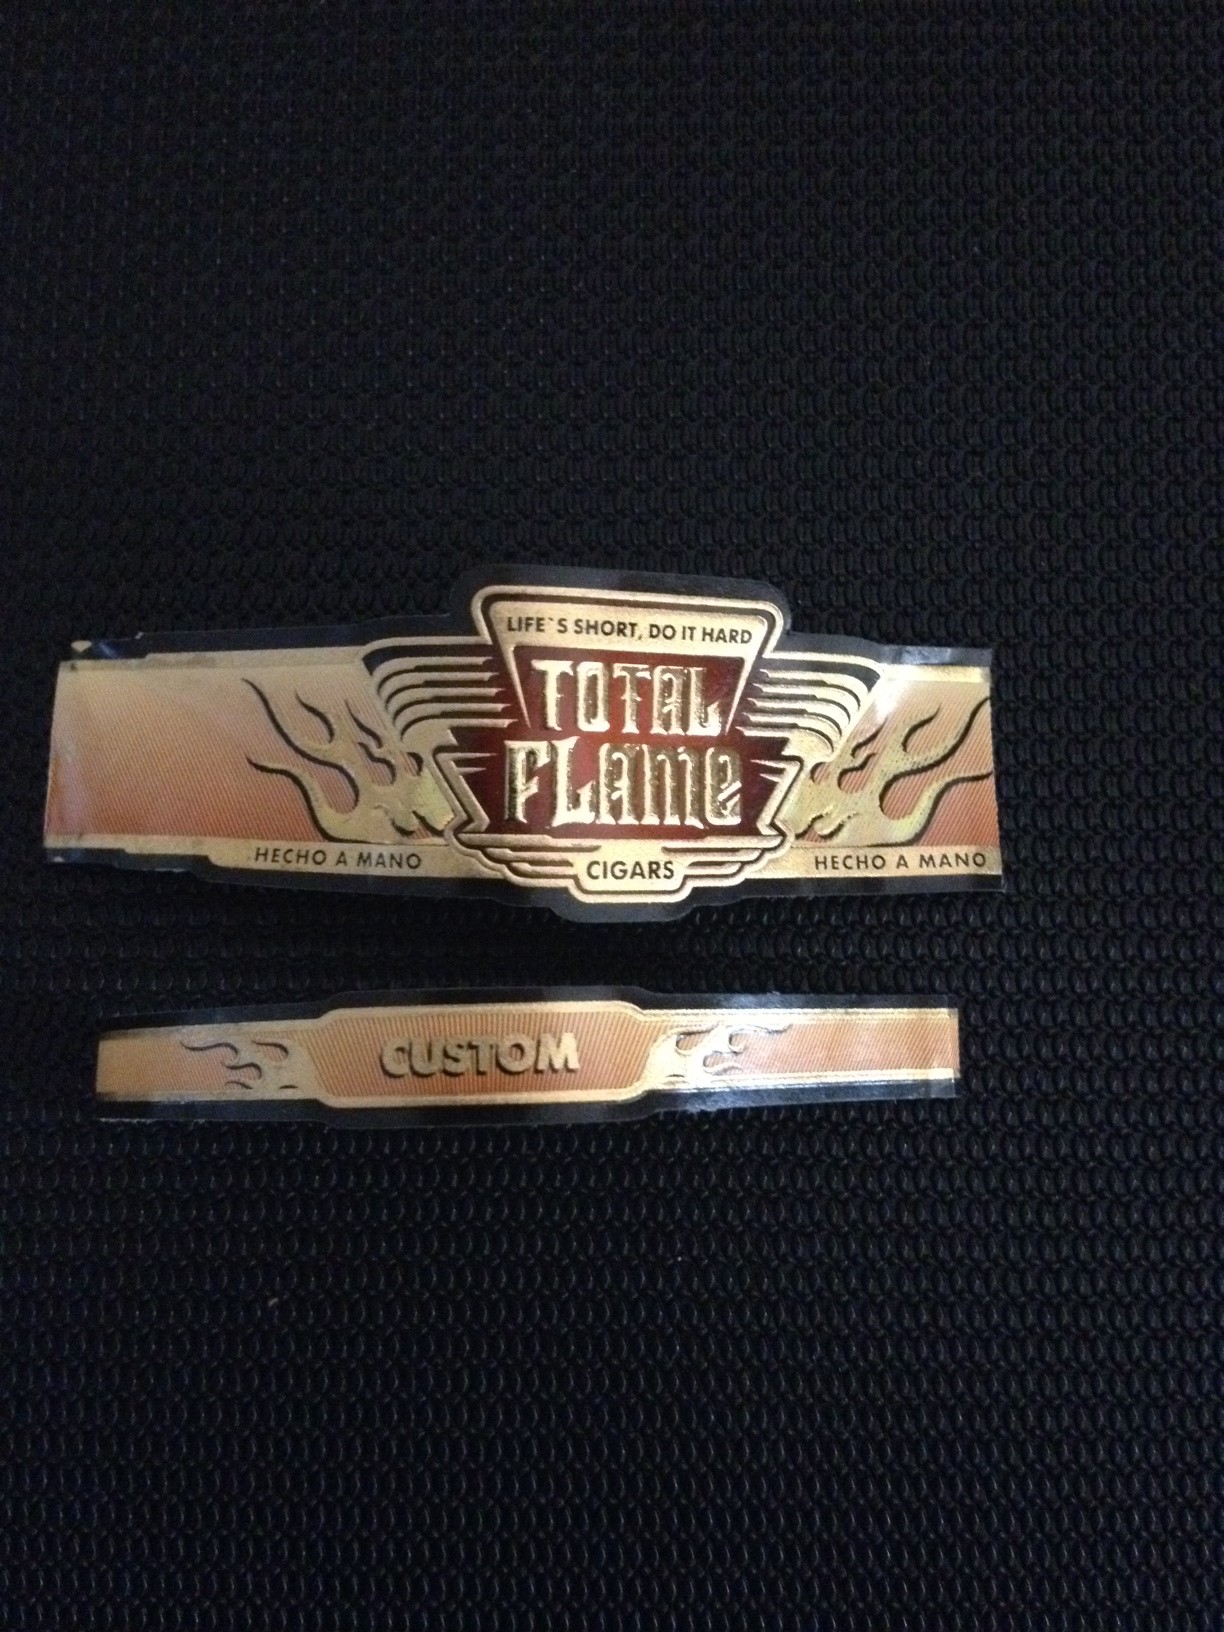 LIFE`S SHORT, DO IT HARD
TOTAL
FLAME
CIGARS
HECHO A MANO
HECHO A MANO
CUSTOM